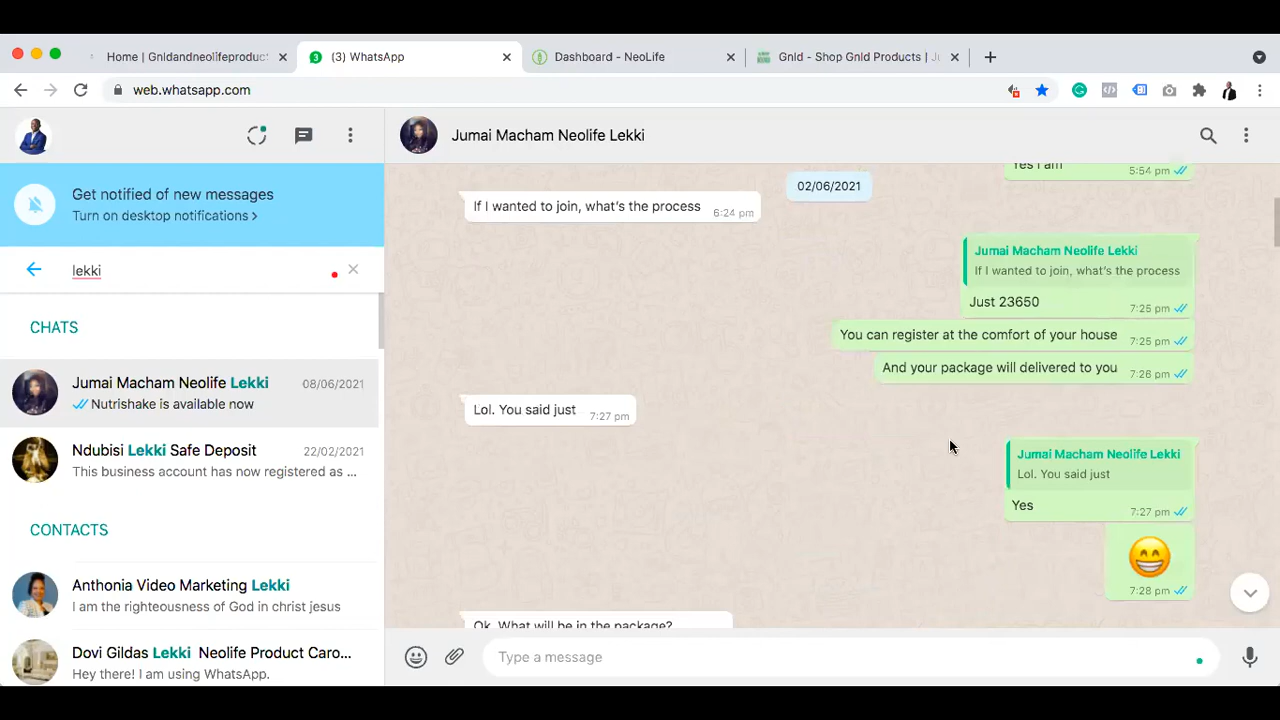 Home | Gnldandneolifeproduct
(3) WhatsApp
Dashboard - NeoLife
Gnld - Shop Gnld Products | Ju
web.whatsapp.com
Get notified of new messages
Turn on desktop notifications >
lekki
CHATS
Jumai Macham Neolife Lekki
08/06/2021
Nutrishake is available now
Ndubisi Lekki Safe Deposit
22/02/2021
This business account has now registered as ...
CONTACTS
Anthonia Video Marketing Lekki
I am the righteousness of God in christ jesus
Dovi Gildas Lekki Neolife Product Caro...
Hey there! I am using WhatsApp.
Jumai Macham Neolife Lekki
Yes I am
5:54 pm
02/06/2021
If I wanted to join, what's the process
6:24 pm
Jumai Macham Neolife Lekki
If I wanted to join, what's the process
Just 23650
7:25 pm
You can register at the comfort of your house
7:25 pm
And your package will delivered to you
7:26 pm
Lol. You said just
7:27 pm
Jumai Macham Neolife Lekki
Lol. You said just
Yes
7:27 pm
😁
7:28 pm
Ok. What will be in the package?
Type a message